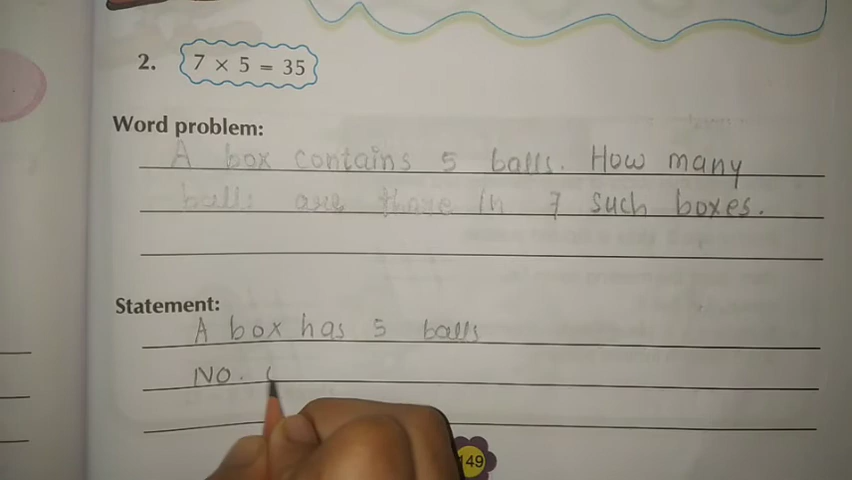 2. 7 × 5 = 35
Word problem:
A box contains 5 balls. How many
balls are there in 7 such boxes.
Statement:
A box has 5 balls
NO.
149